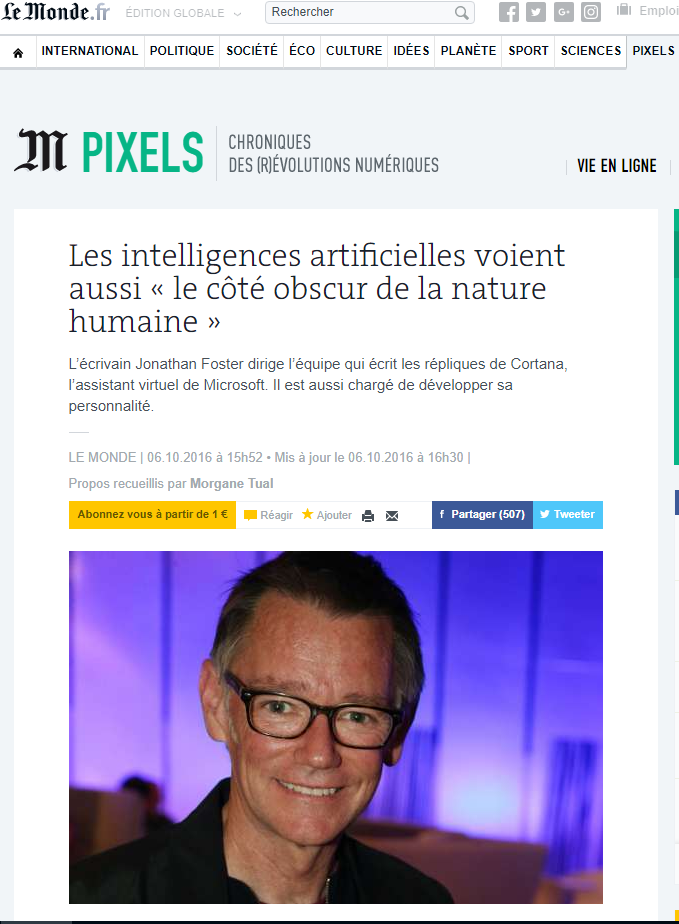 Le Monde.fr ÉDITION GLOBALE Rechercher Emploi
INTERNATIONAL POLITIQUE SOCIÉTÉ ÉCO CULTURE IDÉES PLANÈTE SPORT SCIENCES PIXELS
M PIXELS
CHRONIQUES
DES (R)ÉVOLUTIONS NUMÉRIQUES
VIE EN LIGNE
Les intelligences artificielles voient
aussi « le côté obscur de la nature
humaine »
L’écrivain Jonathan Foster dirige l’équipe qui écrit les répliques de Cortana,
l’assistant virtuel de Microsoft. Il est aussi chargé de développer sa
personnalité.
LE MONDE | 06.10.2016 à 15h52 • Mis à jour le 06.10.2016 à 16h30 |
Propos recueillis par Morgane Tual
Abonnez vous à partir de 1 € Réagir Ajouter f Partager (507) Tweeter